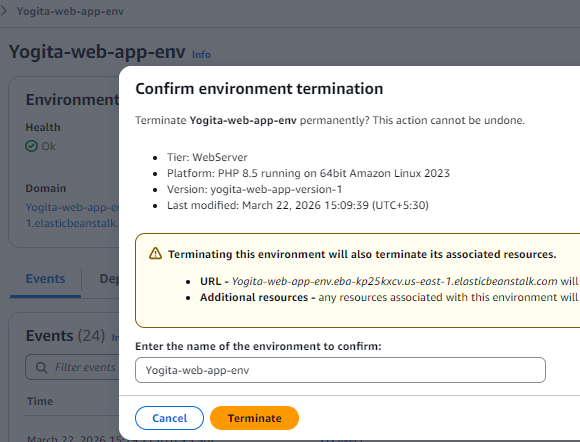 Yogita-web-app-env
Yogita-web-app-env Info
Environment
Health
Ok
Domain
Yogita-web-app-en
1.elasticbeanstalk.
Events
Dep
Events (24)
Filter events
Time
March 22, 2026
Confirm environment termination
Terminate Yogita-web-app-env permanently? This action cannot be undone.
Tier: WebServer
Platform: PHP 8.5 running on 64bit Amazon Linux 2023
Version: yogita-web-app-version-1
Last modified: March 22, 2026 15:09:39 (UTC+5:30)
Terminating this environment will also terminate its associated resources.
URL - Yogita-web-app-env.eba-kp25kxcv.us-east-1.elasticbeanstalk.com will
Additional resources - any resources associated with this environment will
Enter the name of the environment to confirm:
Yogita-web-app-env
Cancel
Terminate